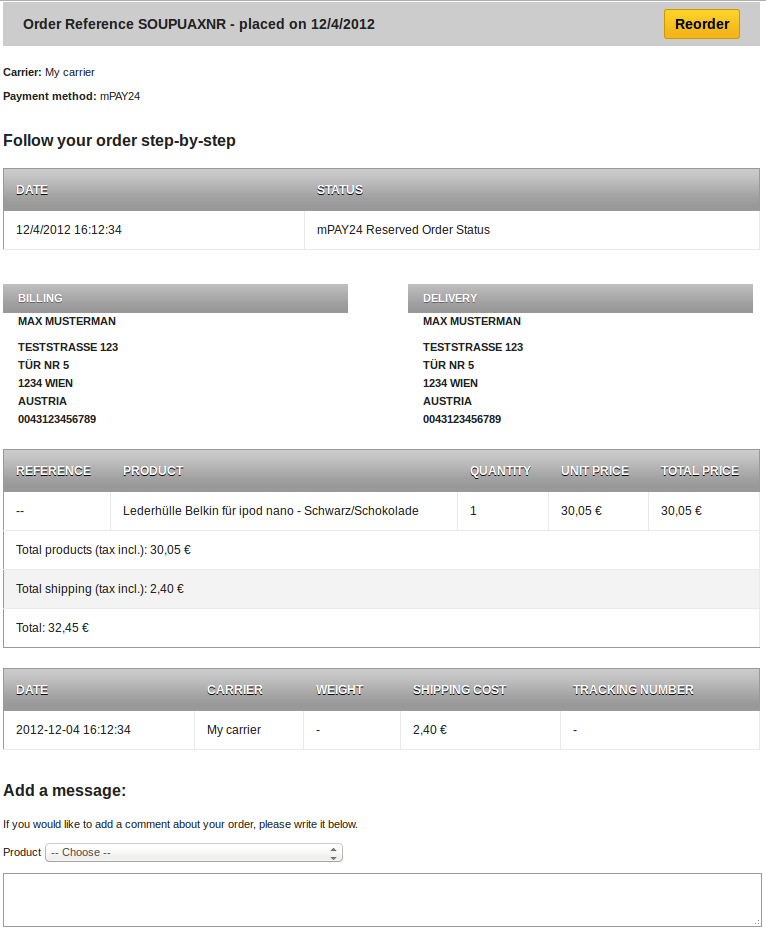 Order Reference SOUPUAXNR - placed on 12/4/2012 Reorder
Carrier: My carrier
Payment method: mPAY24
Follow your order step-by-step
DATE STATUS
12/4/2012 16:12:34 mPAY24 Reserved Order Status
BILLING
MAX MUSTERMAN
TESTSTRASSE 123
TÜR NR 5
1234 WIEN
AUSTRIA
0043123456789
DELIVERY
MAX MUSTERMAN
TESTSTRASSE 123
TÜR NR 5
1234 WIEN
AUSTRIA
0043123456789
REFERENCE PRODUCT QUANTITY UNIT PRICE TOTAL PRICE
-- Lederhülle Belkin für ipod nano - Schwarz/Schokolade 1 30,05 € 30,05 €
Total products (tax incl.): 30,05 €
Total shipping (tax incl.): 2,40 €
Total: 32,45 €
DATE CARRIER WEIGHT SHIPPING COST TRACKING NUMBER
2012-12-04 16:12:34 My carrier - 2,40 € -
Add a message:
If you would like to add a comment about your order, please write it below.
Product -- Choose --